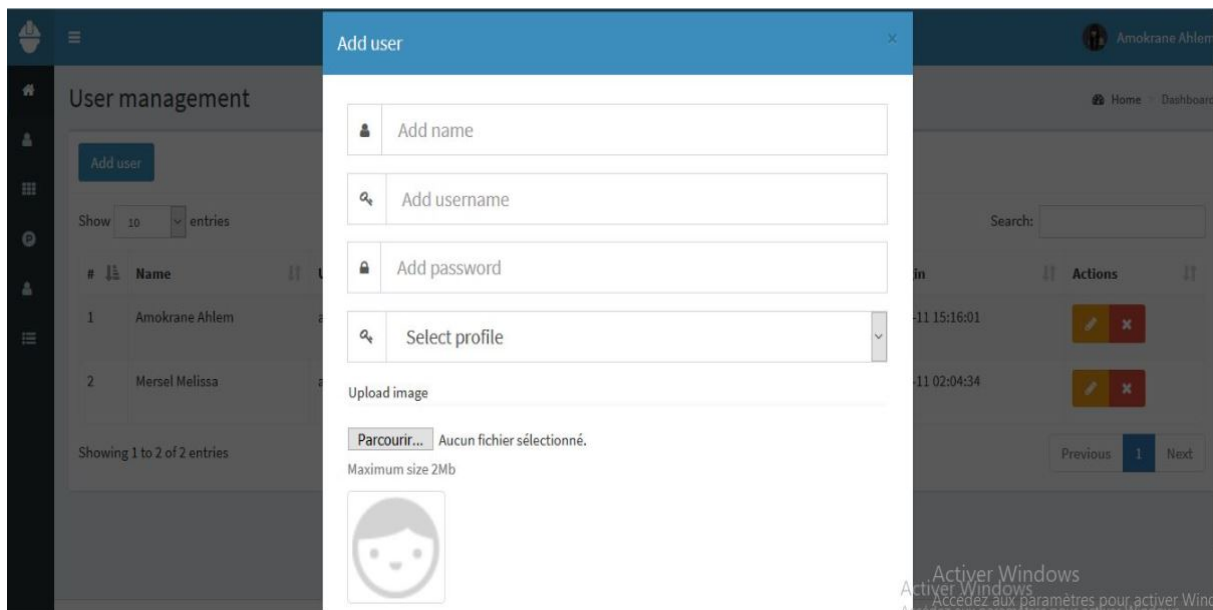 Add user
×
Amokrane Ahlem
User management
Home
Dashboard
Add user
Add name
Add username
Show 10 entries
Search:
Add password
# Name
Actions
Select profile
1 Amokrane Ahlem
-11 15:16:01
2 Mersel Melissa
-11 02:04:34
Upload image
Parcourir... Aucun fichier sélectionné.
Maximum size 2Mb
Showing 1 to 2 of 2 entries
Previous 1 Next
Activer Windows
Activer Windows
Accédez aux paramètres pour activer Wind